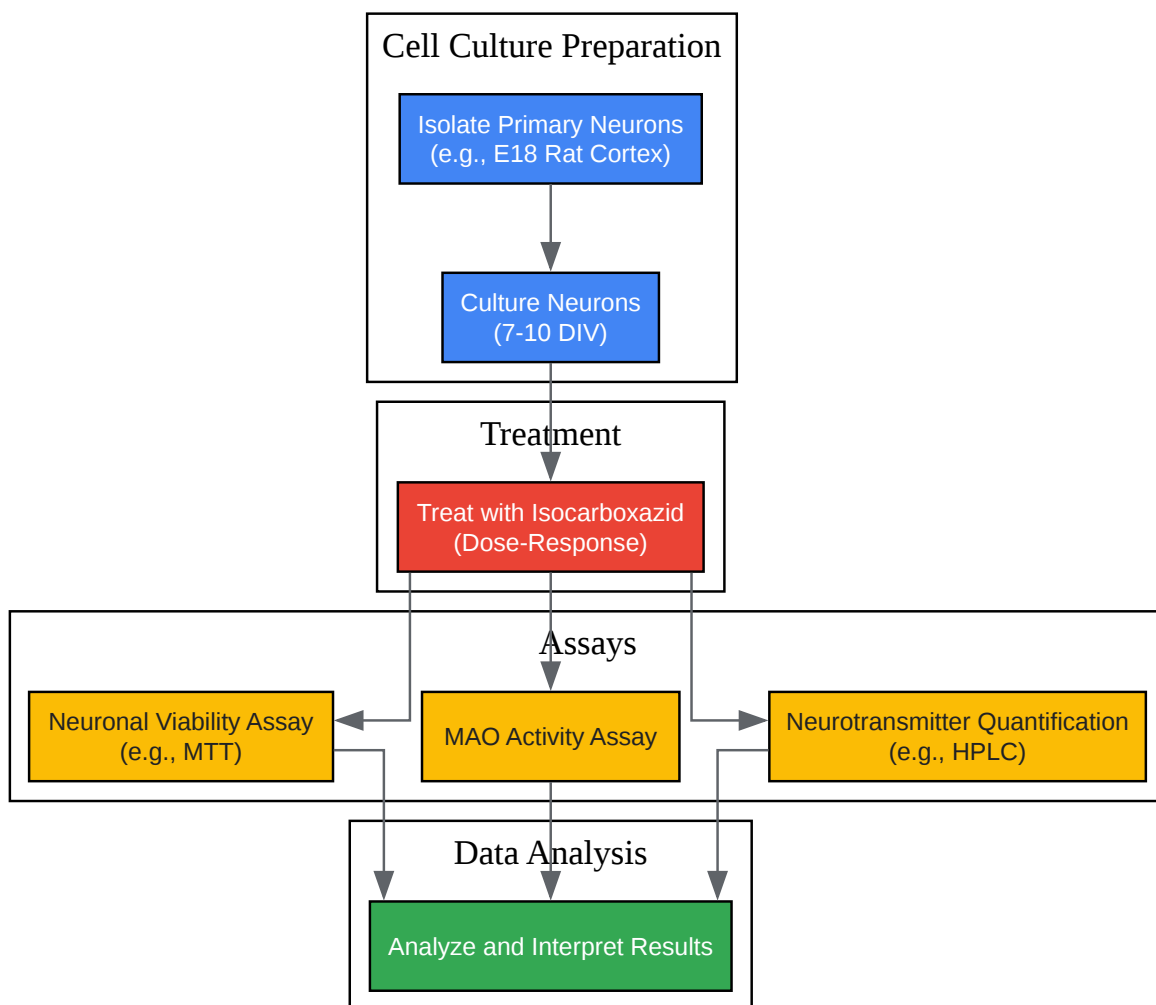 Cell Culture Preparation
Isolate Primary Neurons
(e.g., E18 Rat Cortex)
Culture Neurons
(7-10 DIV)
Treatment
Treat with Isocarboxazid
(Dose-Response)
Assays
Neuronal Viability Assay
(e.g., MTT)
MAO Activity Assay
Neurotransmitter Quantification
(e.g., HPLC)
Data Analysis
Analyze and Interpret Results